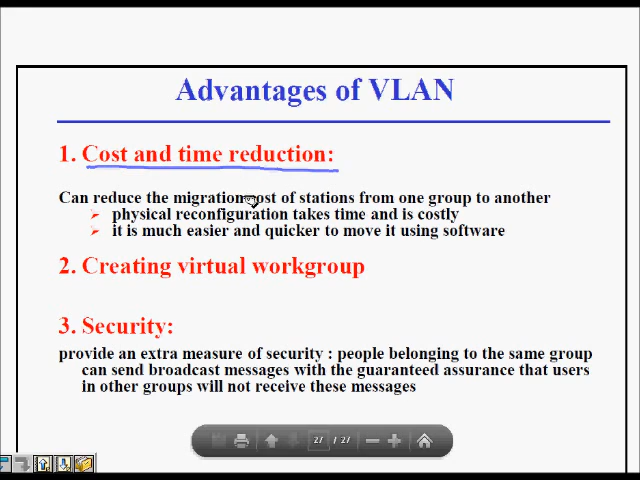 Advantages of VLAN
1. Cost and time reduction:
Can reduce the migration cost of stations from one group to another
physical reconfiguration takes time and is costly
it is much easier and quicker to move it using software
2. Creating virtual workgroup
3. Security:
provide an extra measure of security : people belonging to the same group
can send broadcast messages with the guaranteed assurance that users
in other groups will not receive these messages
27 / 27